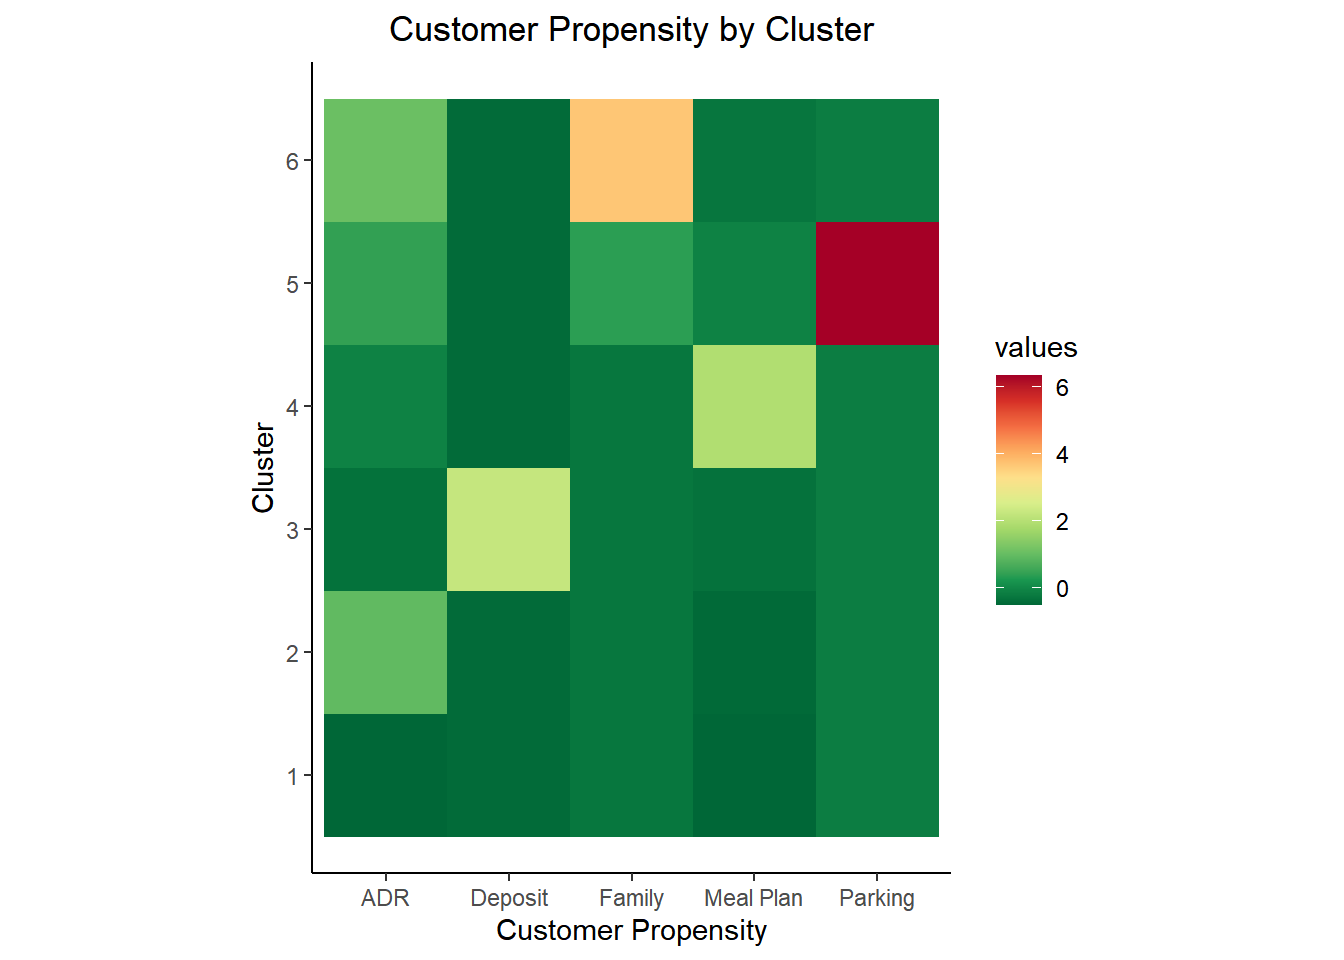 Customer Propensity by Cluster
6
5
4
3
2
1
Cluster
ADR Deposit Family Meal Plan Parking
Customer Propensity
values
6
4
2
0